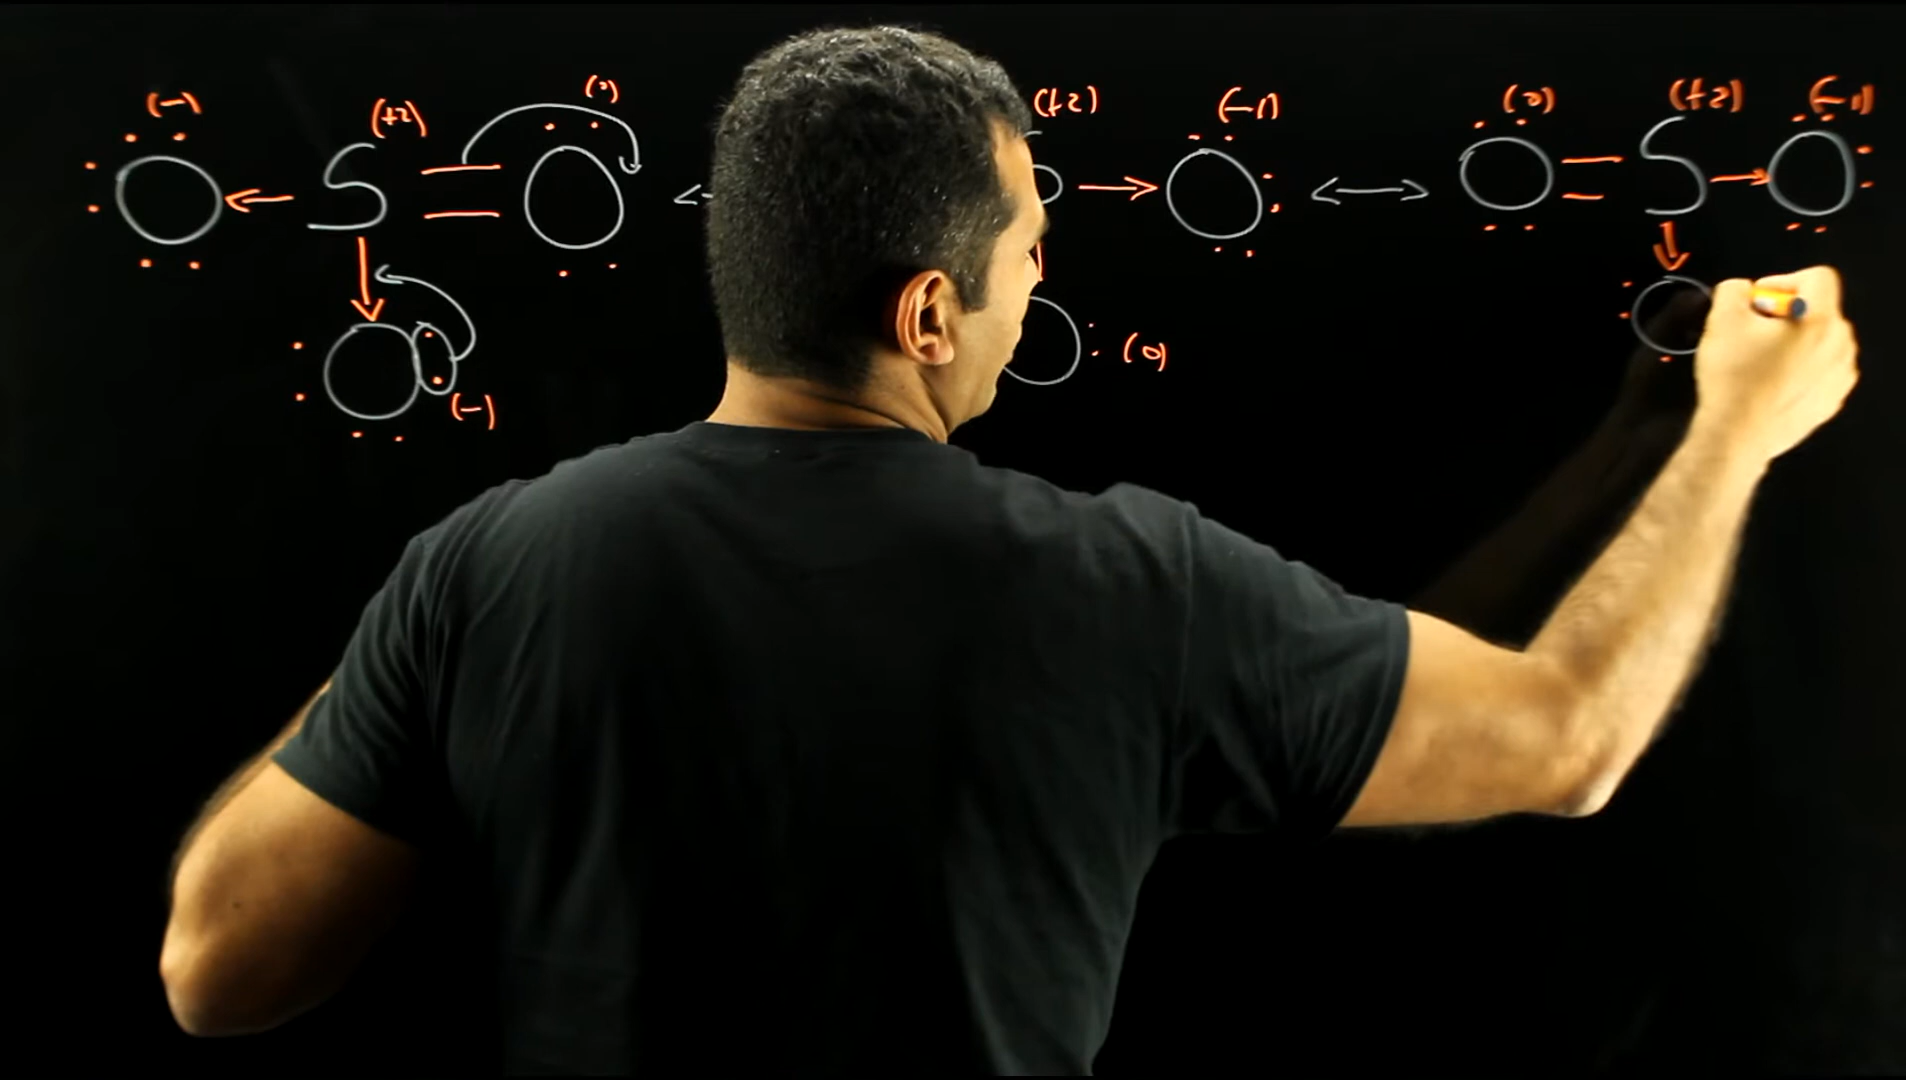 (-) (+2) (0) (+2) (-1) (0) (+2) (-1)
O ← S = O ← → O ↔ O = S → O
↓ ↓
O O (0) O
(-)